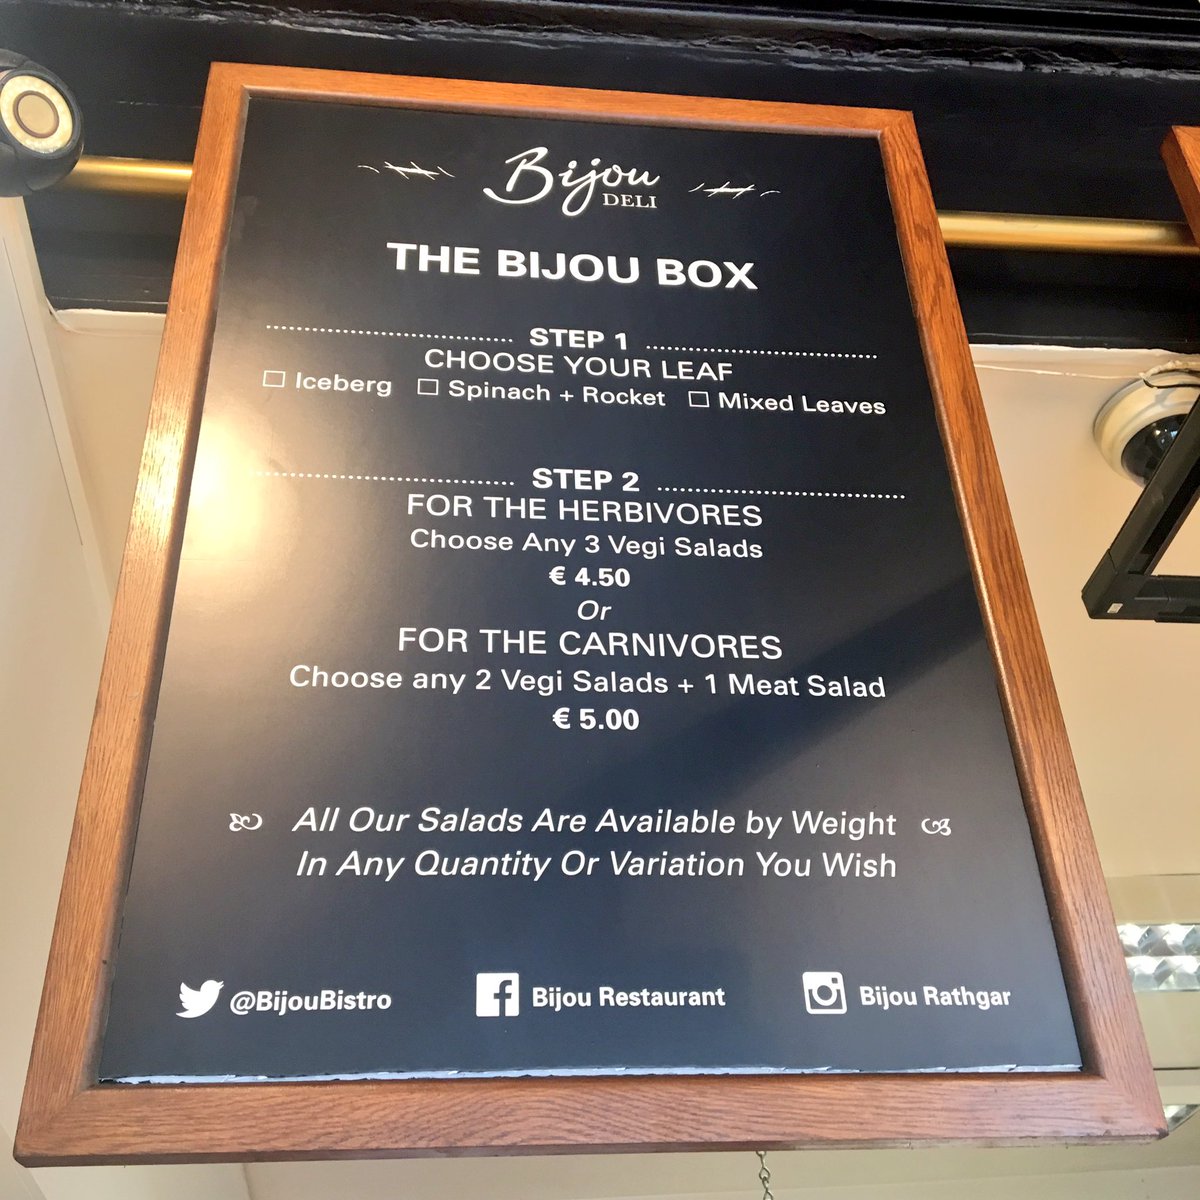 Bijou
DELI
THE BIJOU BOX
STEP 1
CHOOSE YOUR LEAF
☐ Iceberg ☐ Spinach + Rocket ☐ Mixed Leaves
STEP 2
FOR THE HERBIVORES
Choose Any 3 Vegi Salads
€ 4.50
Or
FOR THE CARNIVORES
Choose any 2 Vegi Salads + 1 Meat Salad
€ 5.00
All Our Salads Are Available by Weight
In Any Quantity Or Variation You Wish
@BijouBistro Bijou Restaurant Bijou Rathgar